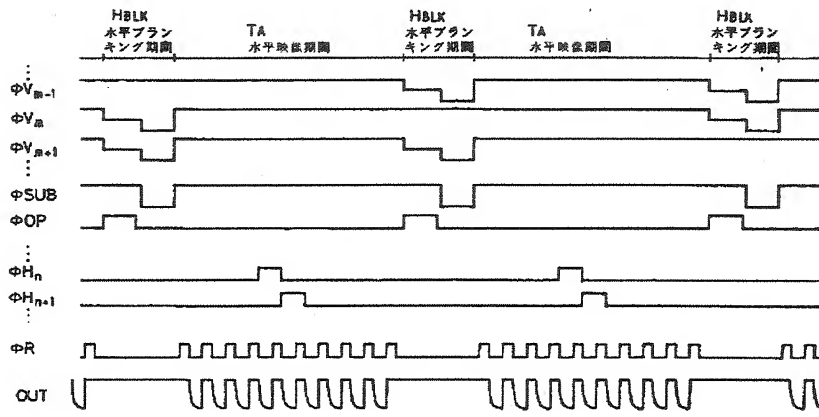 HBLK TA HBLK TA HBLK
水平ブラン 水平映像期間 水平ブラン 水平映像期間 水平ブラン
キング期間 キング期間 キング期間
ΦVm-1
ΦVm
ΦVm+1
ΦSUB
ΦOP
ΦHn
ΦHn+1
ΦR
OUT